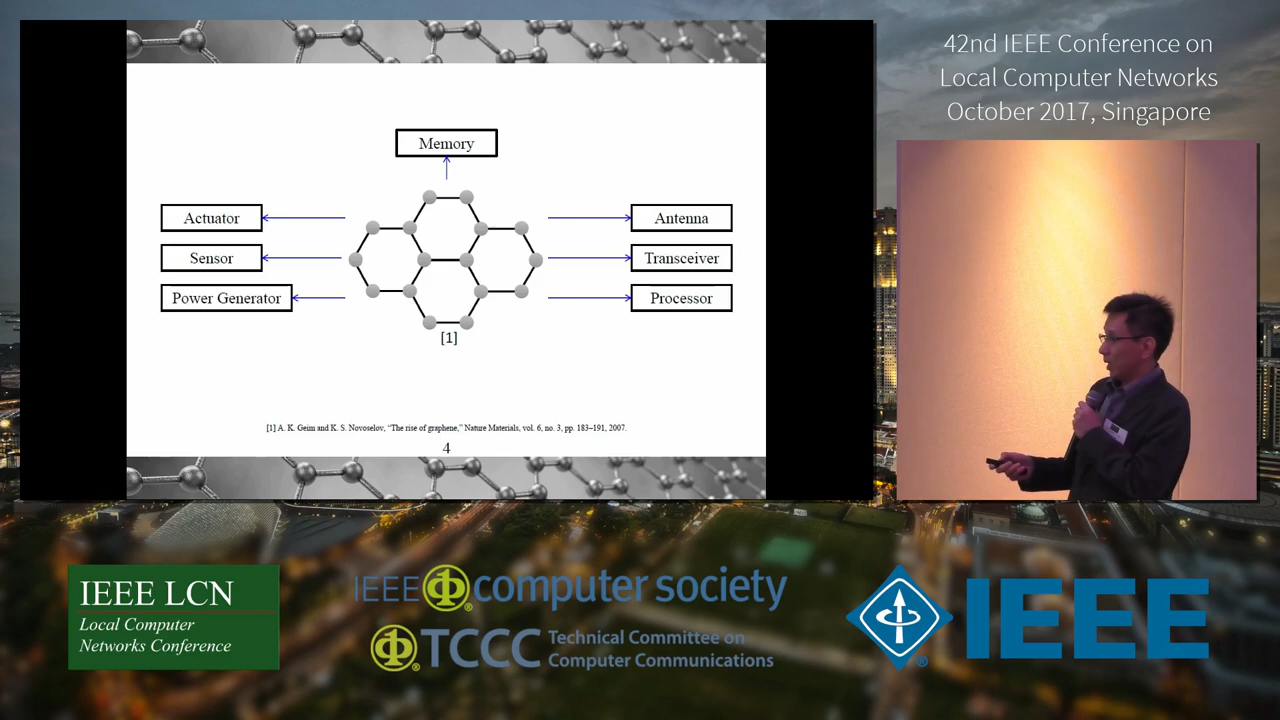 42nd IEEE Conference on
Local Computer Networks
October 2017, Singapore
Memory
Actuator
Antenna
Sensor
Transceiver
Power Generator
Processor
[1]
[1] A. K. Geim and K. S. Novoselov, “The rise of graphene,” Nature Materials, vol. 6, no. 3, pp. 183–191, 2007.
4
IEEE LCN
Local Computer
Networks Conference
IEEE computer society
TCCC Technical Committee on
Computer Communications
IEEE